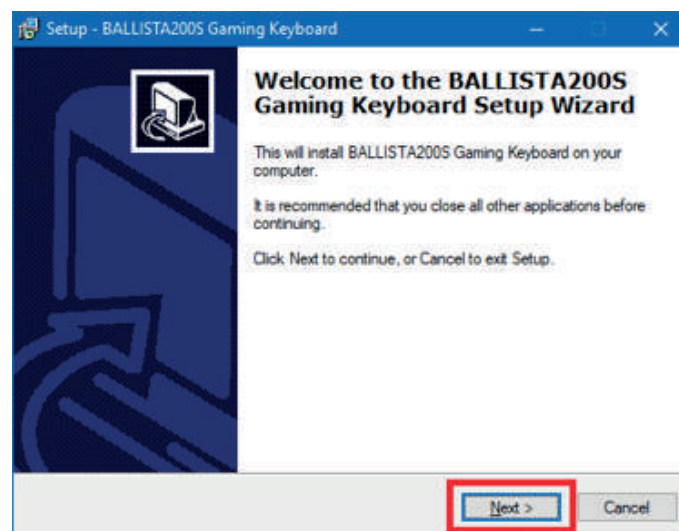 Setup - BALLISTA200S Gaming Keyboard
Welcome to the BALLISTA200S
Gaming Keyboard Setup Wizard
This will install BALLISTA200S Gaming Keyboard on your
computer.
It is recommended that you close all other applications before
continuing.
Click Next to continue, or Cancel to exit Setup.
Next >
Cancel